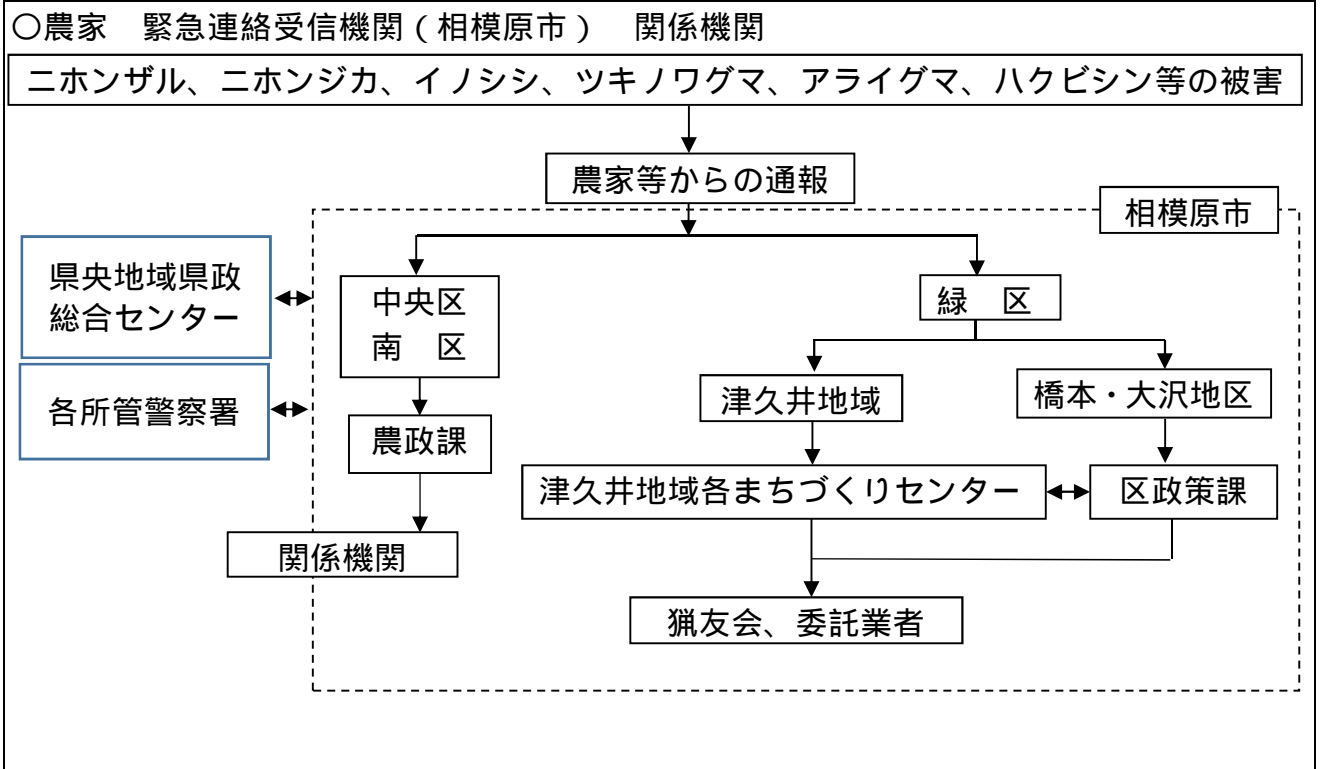 ○農家　緊急連絡受信機関（相模原市）　関係機関
ニホンザル、ニホンジカ、イノシシ、ツキノワグマ、アライグマ、ハクビシン等の被害
農家等からの通報
相模原市
県央地域県政
総合センター
各所管警察署
中央区
南　区
農政課
関係機関
緑　区
津久井地域
橋本・大沢地区
津久井地域各まちづくりセンター
区政策課
猟友会、委託業者